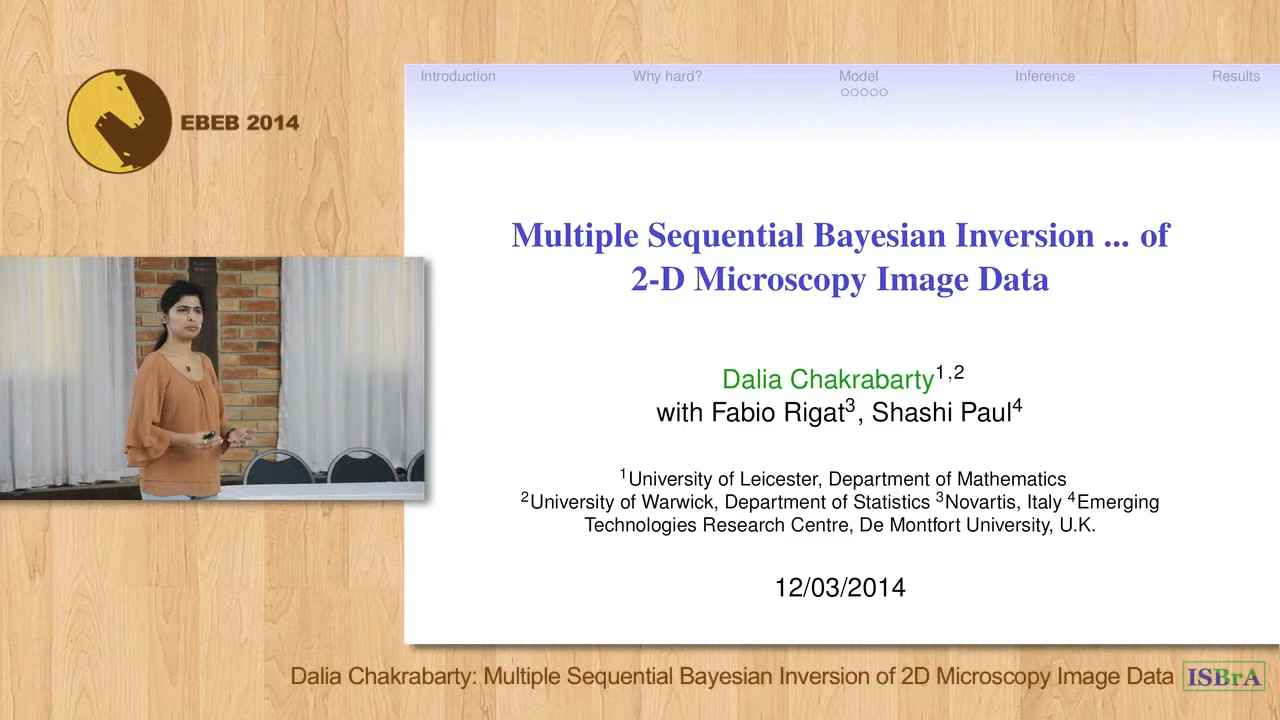 Introduction Why hard? Model Inference Results
EBEB 2014
Multiple Sequential Bayesian Inversion ... of
2-D Microscopy Image Data
Dalia Chakrabarty1,2
with Fabio Rigat3, Shashi Paul4
1University of Leicester, Department of Mathematics
2University of Warwick, Department of Statistics 3Novartis, Italy 4Emerging
Technologies Research Centre, De Montfort University, U.K.
12/03/2014
Dalia Chakrabarty: Multiple Sequential Bayesian Inversion of 2D Microscopy Image Data ISBrA